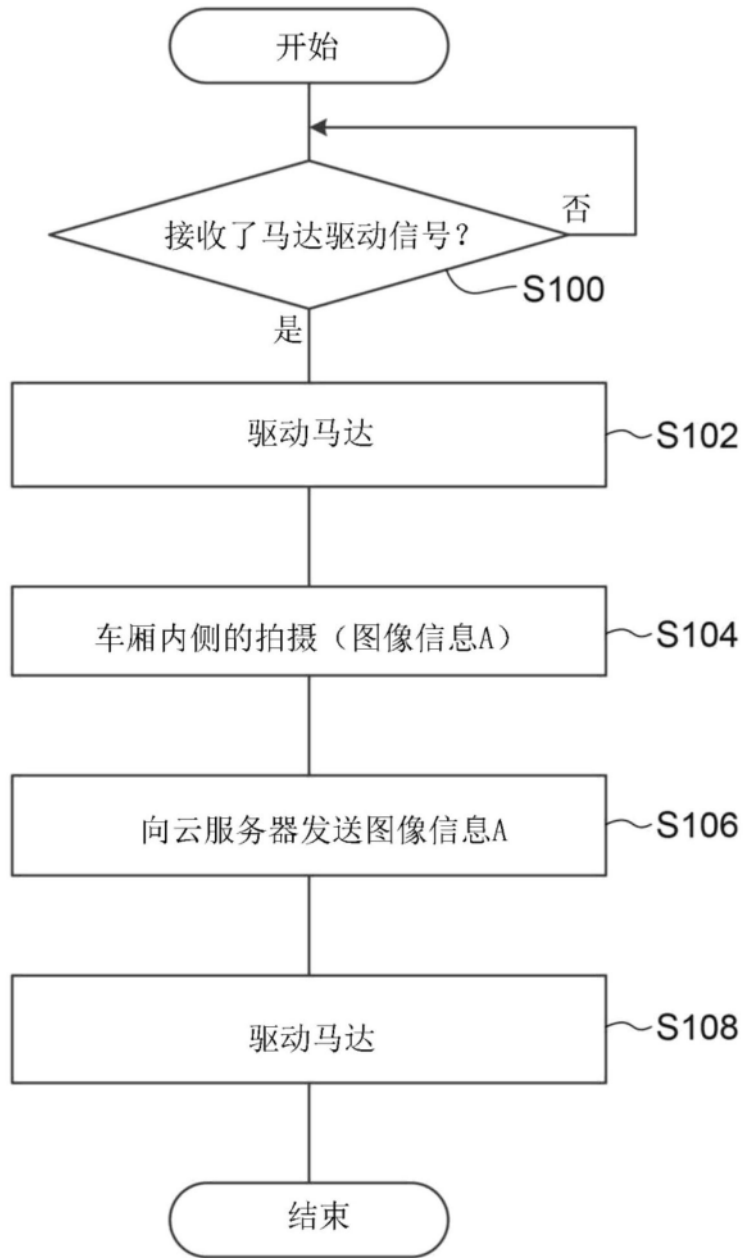 开始
接收了马达驱动信号?
否
S100
是
驱动马达
S102
车厢内侧的拍摄（图像信息A）
S104
向云服务器发送图像信息A
S106
驱动马达
S108
结束